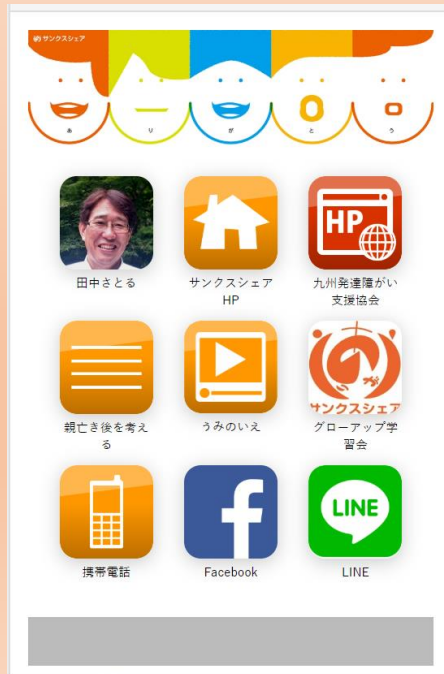 サンクスシェア
あ り が と う
田中さとる
サンクスシェア
HP
HP
九州発達障がい
支援協会
親亡き後を考え
る
うみのいえ
サンクスシェア
グローアップ学
習会
携帯電話
Facebook
LINE
LINE